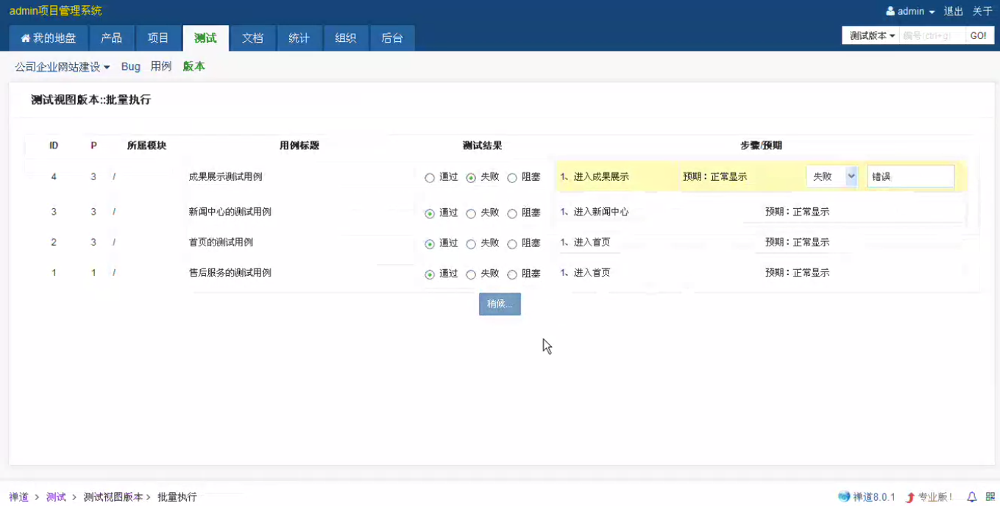 admin项目管理系统 admin 退出 关于
我的地盘 产品 项目 测试 文档 统计 组织 后台 测试版本 编号(ctrl+g) GO!
公司企业网站建设 Bug 用例 版本
测试视图版本::批量执行
ID P 所属模块 用例标题 测试结果 步骤/预期
4 3 / 成果展示测试用例 通过 失败 阻塞 1、进入成果展示 预期：正常显示 失败 错误
3 3 / 新闻中心的测试用例 通过 失败 阻塞 1、进入新闻中心 预期：正常显示
2 3 / 首页的测试用例 通过 失败 阻塞 1、进入首页 预期：正常显示
1 1 / 售后服务的测试用例 通过 失败 阻塞 1、进入首页 预期：正常显示
稍候...
禅道 > 测试 > 测试视图版本 > 批量执行 禅道8.0.1 专业版!